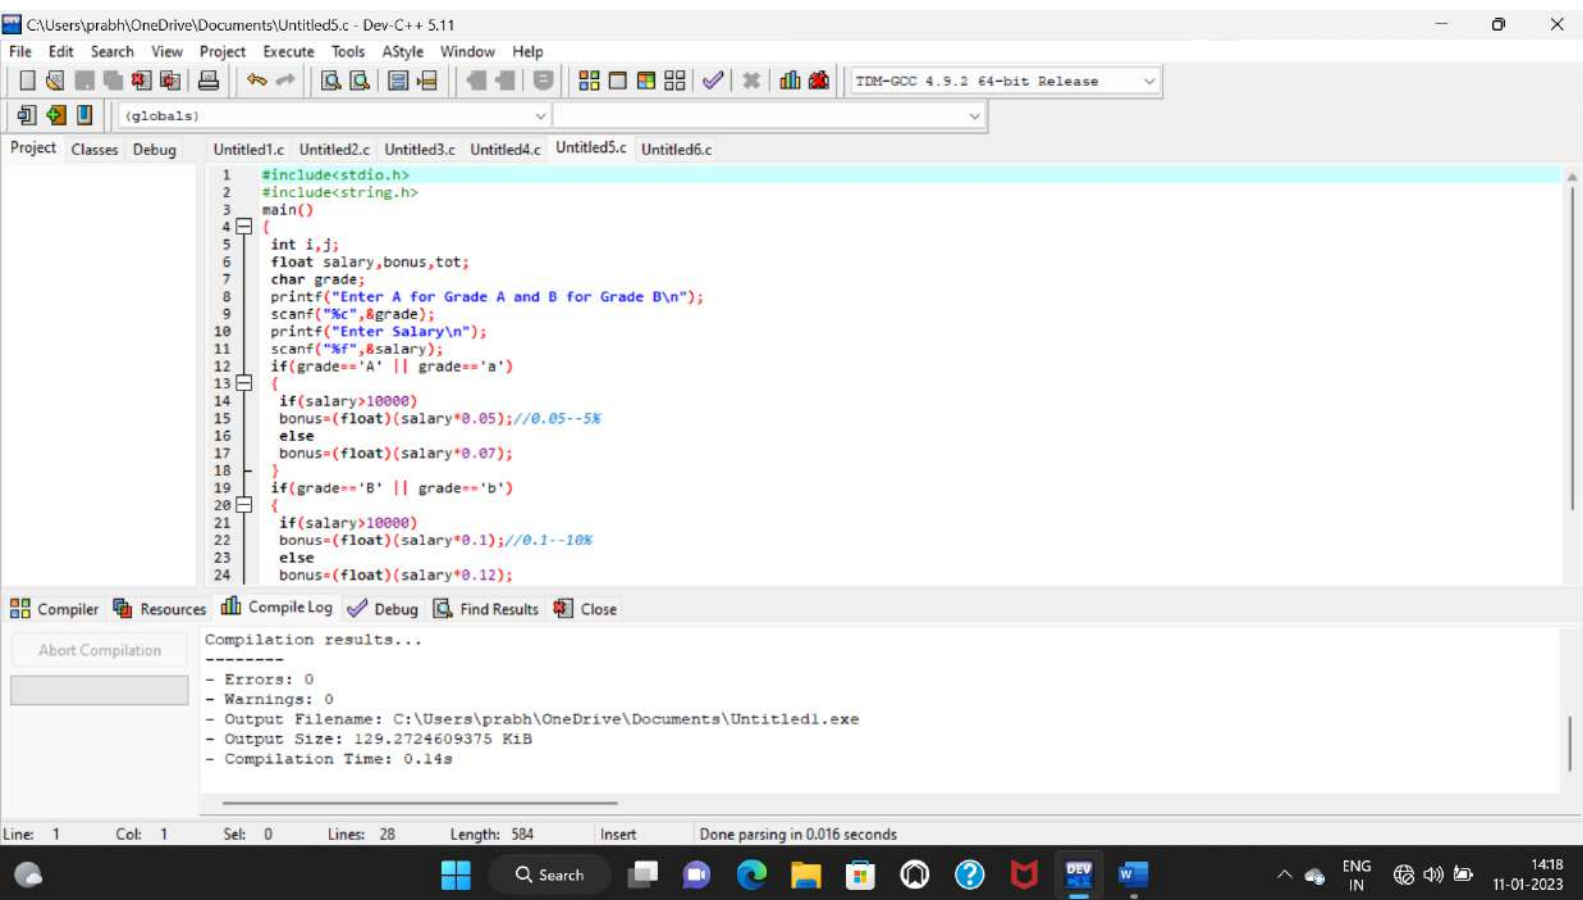 C:\Users\prabh\OneDrive\Documents\Untitled5.c - Dev-C++ 5.11
File Edit Search View Project Execute Tools AStyle Window Help
TDM-GCC 4.9.2 64-bit Release
(globals)
Project Classes Debug Untitled1.c Untitled2.c Untitled3.c Untitled4.c Untitled5.c Untitled6.c
1 #include<stdio.h>
2 #include<string.h>
3 main()
4 {
5 int i,j;
6 float salary,bonus,tot;
7 char grade;
8 printf("Enter A for Grade A and B for Grade B\n");
9 scanf("%c",&grade);
10 printf("Enter Salary\n");
11 scanf("%f",&salary);
12 if(grade=='A' || grade=='a')
13 {
14 if(salary>10000)
15 bonus=(float)(salary*0.05);//0.05--5%
16 else
17 bonus=(float)(salary*0.07);
18 }
19 if(grade=='B' || grade=='b')
20 {
21 if(salary>10000)
22 bonus=(float)(salary*0.1);//0.1--10%
23 else
24 bonus=(float)(salary*0.12);
Compiler Resources Compile Log Debug Find Results Close
Abort Compilation
Compilation results...
--------
- Errors: 0
- Warnings: 0
- Output Filename: C:\Users\prabh\OneDrive\Documents\Untitled1.exe
- Output Size: 129.2724609375 KiB
- Compilation Time: 0.14s
Line: 1 Col: 1 Sel: 0 Lines: 28 Length: 584 Insert Done parsing in 0.016 seconds
Search
DEV
W
ENG
IN
14:18
11-01-2023